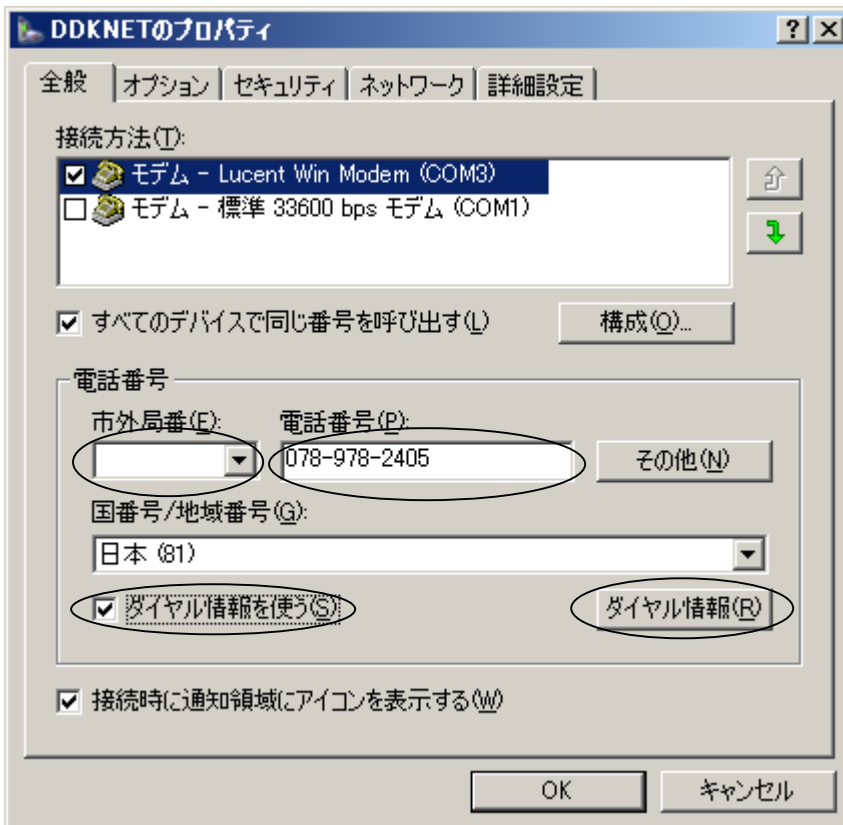 DDKNETのプロパティ
全般 オプション セキュリティ ネットワーク 詳細設定
接続方法(T):
モデム - Lucent Win Modem (COM3)
モデム - 標準 33600 bps モデム (COM1)
すべてのデバイスで同じ番号を呼び出す(L) 構成(O)...
電話番号
市外局番(E): 電話番号(P):
078-978-2405 その他(N)
国番号/地域番号(G):
日本 (81)
ダイヤル情報を使う(S) ダイヤル情報(R)
接続時に通知領域にアイコンを表示する(W)
OK キャンセル